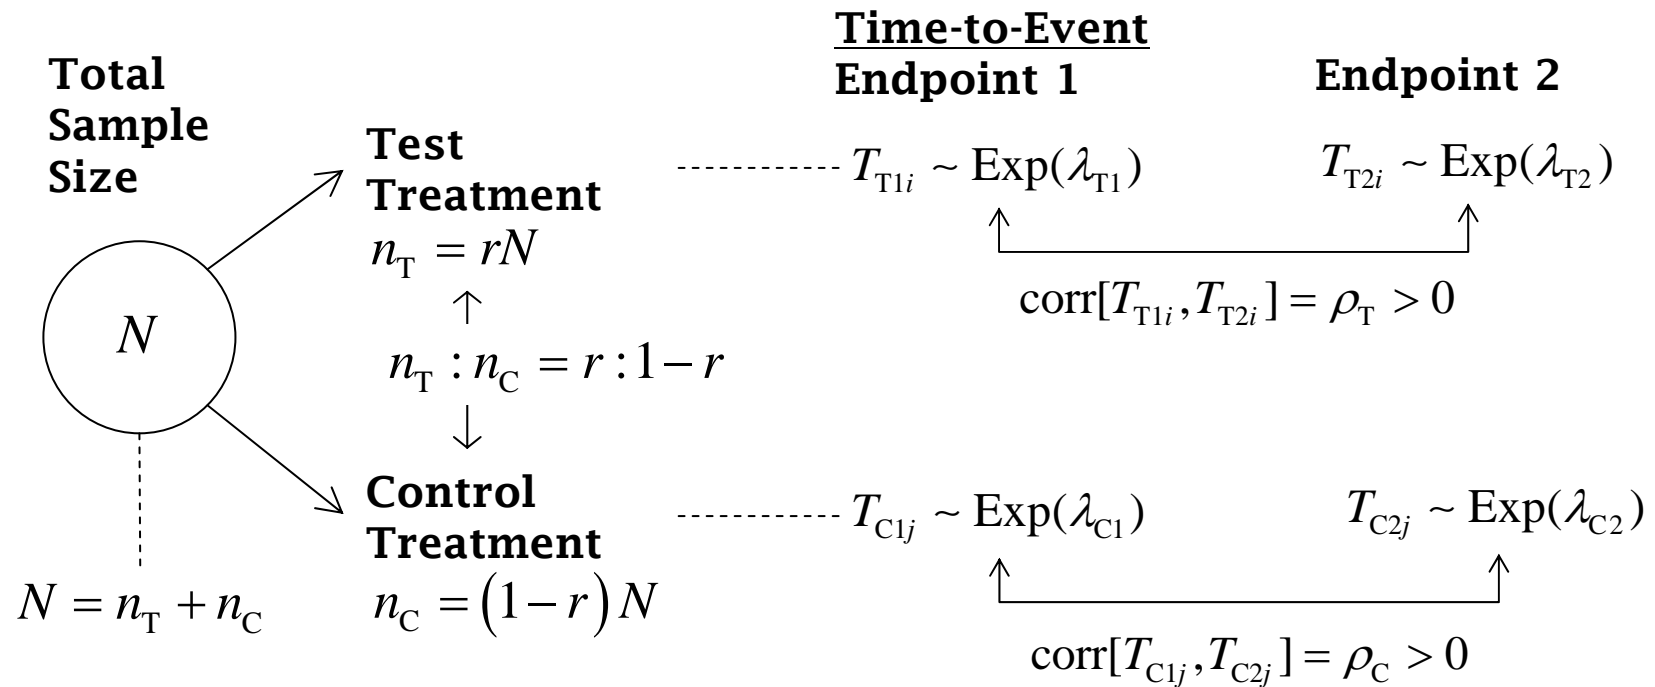 Total
Sample
Size
N
N = n_T + n_C
Test
Treatment
n_T = rN
↑
n_T : n_C = r : 1 − r
↓
Control
Treatment
n_C = (1 − r) N
Time-to-Event
Endpoint 1
Endpoint 2
T_T1i ~ Exp(λ_T1)
T_T2i ~ Exp(λ_T2)
corr[T_T1i, T_T2i] = ρ_T > 0
T_C1j ~ Exp(λ_C1)
T_C2j ~ Exp(λ_C2)
corr[T_C1j, T_C2j] = ρ_C > 0